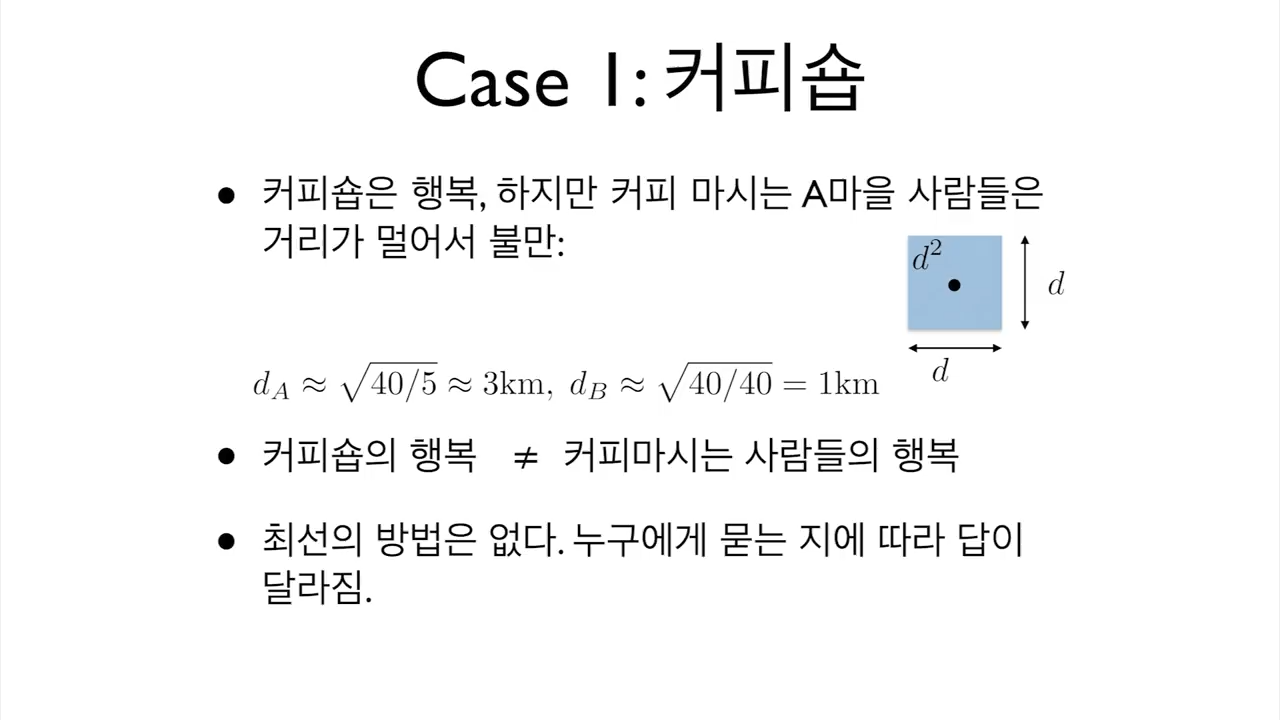 Case 1: 커피숍
● 커피숍은 행복, 하지만 커피 마시는 A마을 사람들은
거리가 멀어서 불만:
d²
d
d
d_A ≈ √40/5 ≈ 3km, d_B ≈ √40/40 = 1km
● 커피숍의 행복 ≠ 커피마시는 사람들의 행복
● 최선의 방법은 없다. 누구에게 묻는 지에 따라 답이
달라짐.